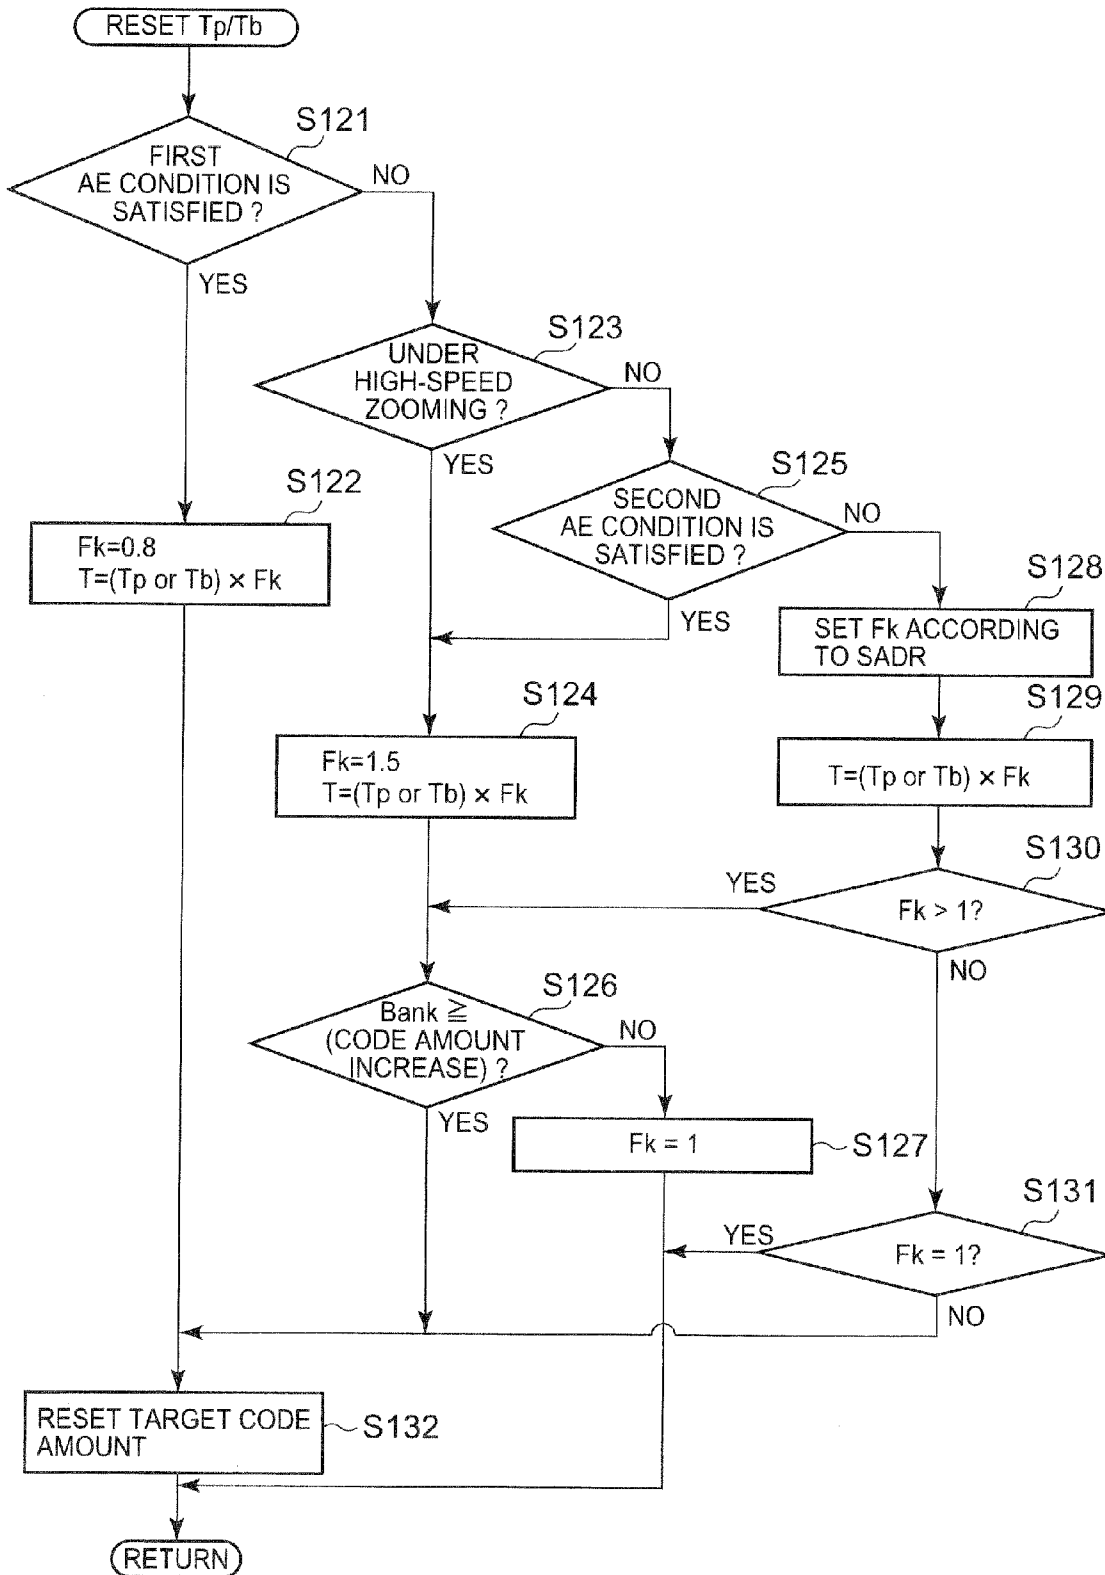 RESET Tp/Tb
S121
FIRST
AE CONDITION IS
SATISFIED ?
NO
YES
S123
UNDER
HIGH-SPEED
ZOOMING ?
NO
YES
S125
SECOND
AE CONDITION IS
SATISFIED ?
NO
YES
S122
Fk=0.8
T=(Tp or Tb) × Fk
S128
SET Fk ACCORDING
TO SADR
S124
Fk=1.5
T=(Tp or Tb) × Fk
S129
T=(Tp or Tb) × Fk
S130
Fk > 1?
YES
NO
S126
Bank ≧
(CODE AMOUNT
INCREASE) ?
NO
YES
Fk = 1
S127
S131
Fk = 1?
YES
NO
RESET TARGET CODE
AMOUNT
S132
RETURN